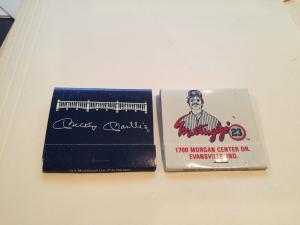 Mickey Mantle's
Mattingly's 23
1700 MORGAN CENTER DR.
EVANSVILLE IND.